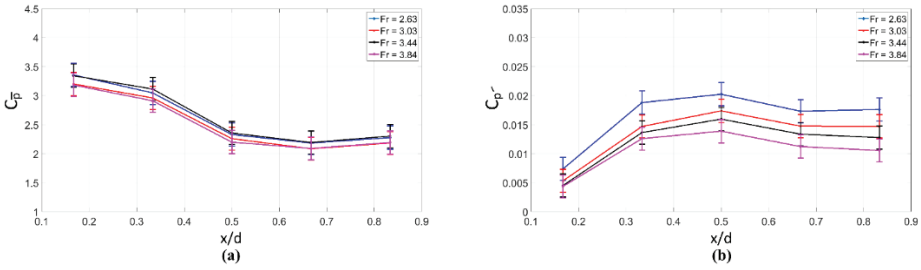 4.5
4
3.5
3
2.5
2
1.5
1
0.1 0.2 0.3 0.4 0.5 0.6 0.7 0.8 0.9
Cp̅
x/d
Fr = 2.63
Fr = 3.03
Fr = 3.44
Fr = 3.84
(a)
0.035
0.03
0.025
0.02
0.015
0.01
0.005
0
0.1 0.2 0.3 0.4 0.5 0.6 0.7 0.8 0.9
Cp′
x/d
Fr = 2.63
Fr = 3.03
Fr = 3.44
Fr = 3.84
(b)